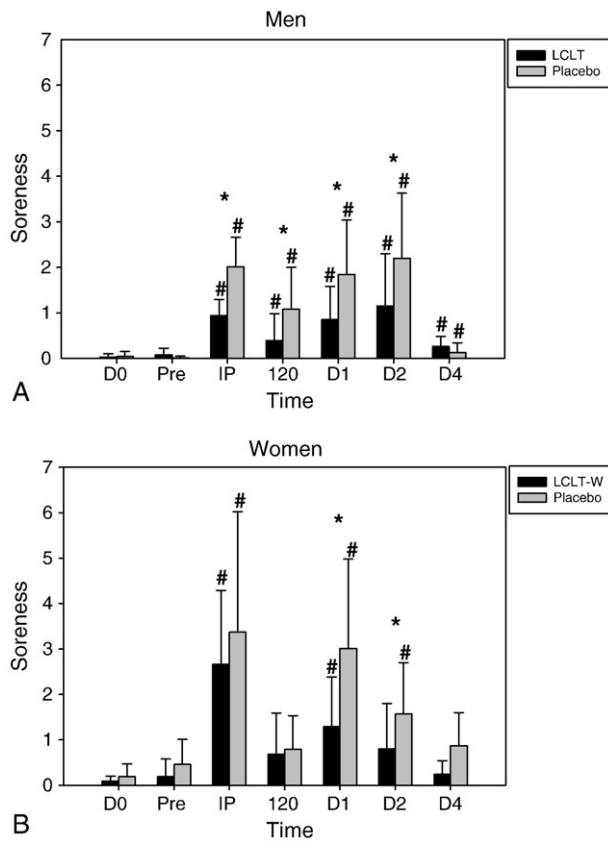 Men
7
6
5
4
3
2
1
0
Soreness
LCLT
Placebo
* * * *
# # # # # # # # # #
D0 Pre IP 120 D1 D2 D4
Time
A
Women
7
6
5
4
3
2
1
0
Soreness
LCLT-W
Placebo
* *
# # # # #
D0 Pre IP 120 D1 D2 D4
Time
B